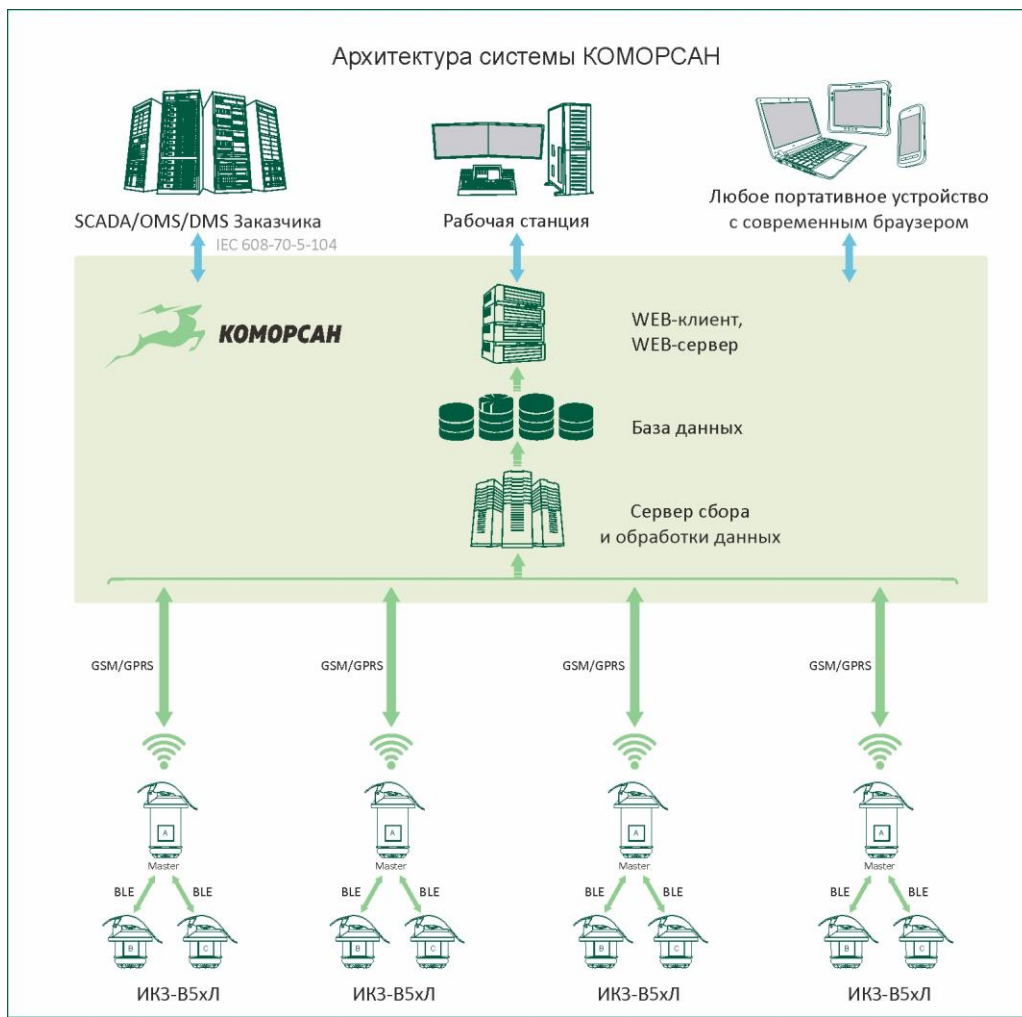 Архитектура системы КОМОРСАН
SCADA/OMS/DMS Заказчика
IEC 608-70-5-104
Рабочая станция
Любое портативное устройство
с современным браузером
КОМОРСАН
WEB-клиент,
WEB-сервер
База данных
Сервер сбора
и обработки данных
GSM/GPRS
GSM/GPRS
GSM/GPRS
GSM/GPRS
A
A
A
A
Master
Master
Master
Master
BLE
BLE
BLE
BLE
BLE
BLE
BLE
BLE
B
C
B
C
B
C
B
C
ИКЗ-В5хЛ
ИКЗ-В5хЛ
ИКЗ-В5хЛ
ИКЗ-В5хЛ